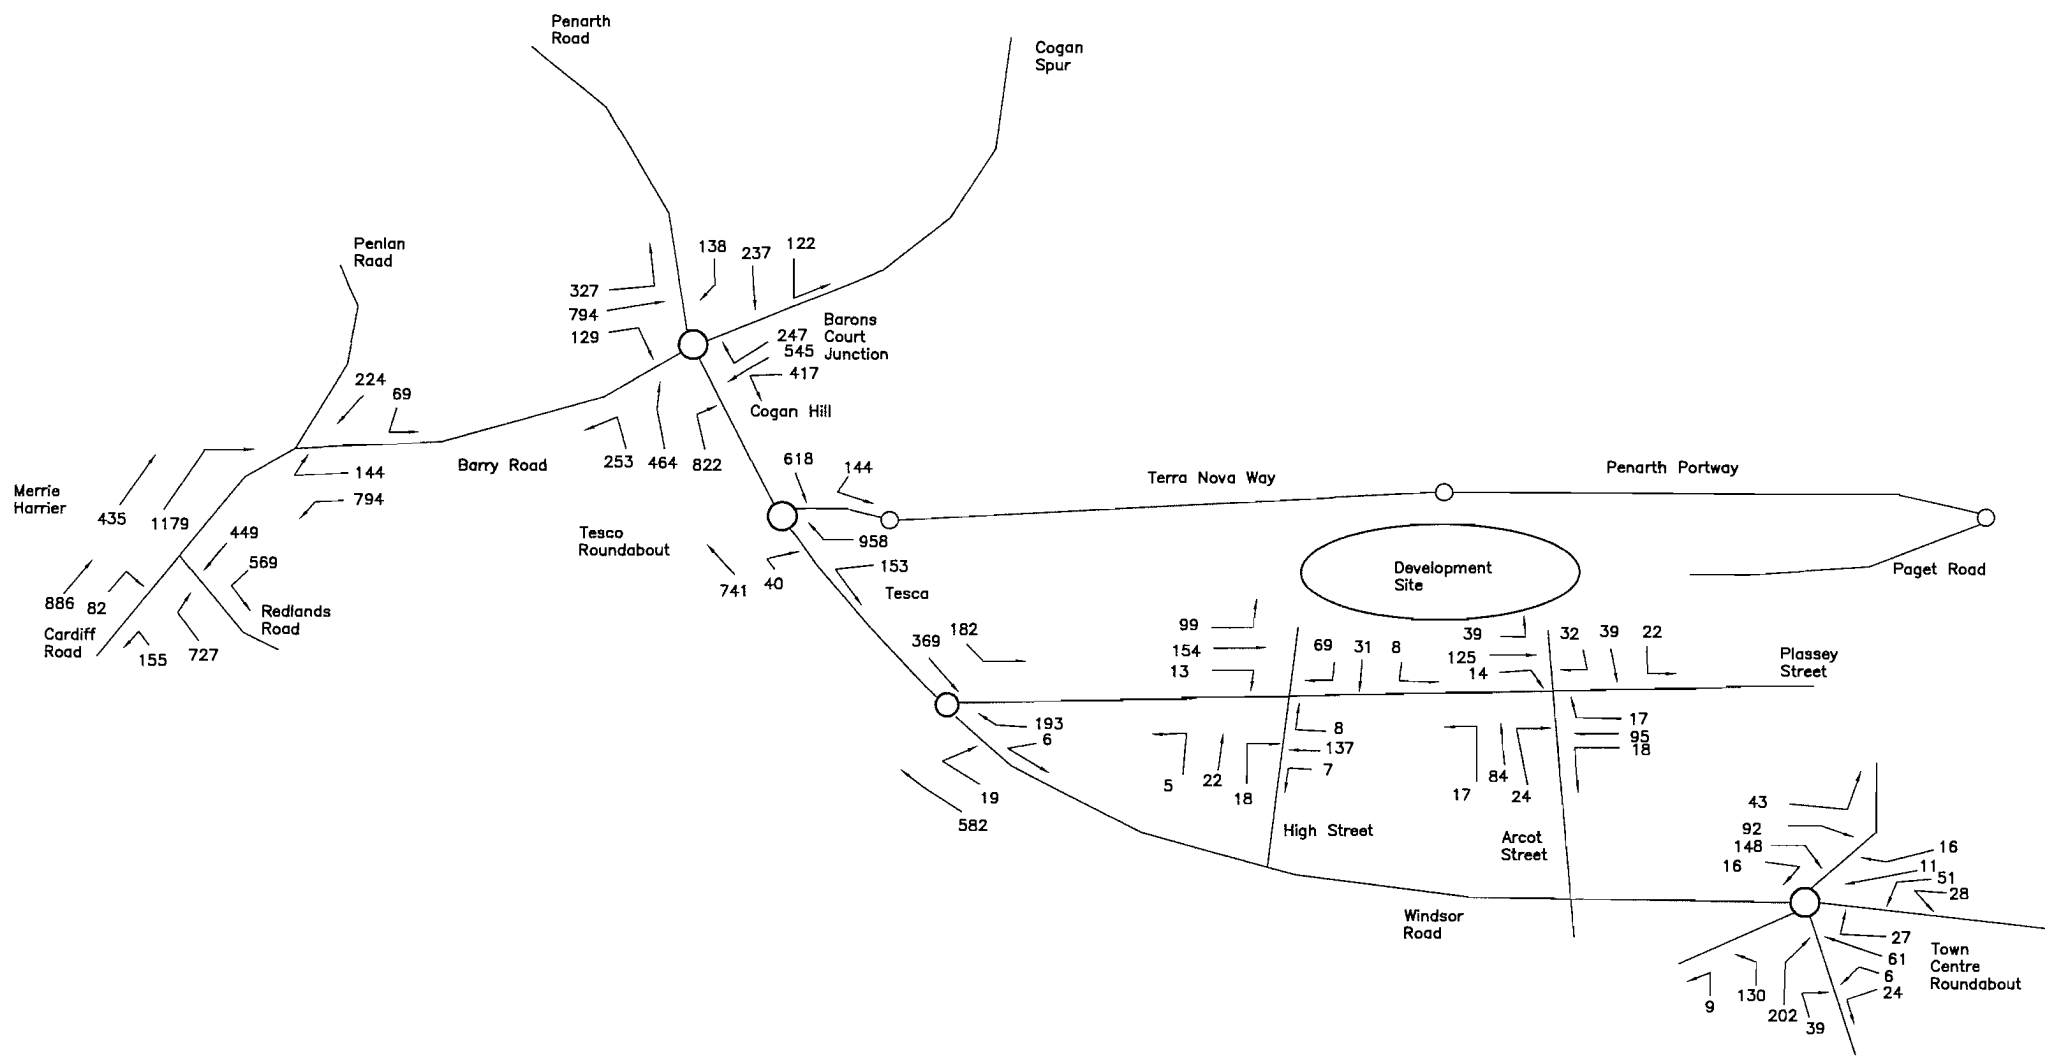 Penarth
Road
Cogan
Spur
Penlan
Raad
138
237
122
327
794
129
Barons
Court
Junction
247
545
417
Cogan Hill
224
69
Barry Road
253
464
822
144
794
Merrie
Harrier
435
1179
449
569
886
82
Cardiff
Road
155
727
Redlands
Road
618
144
Terra Nova Way
Penarth Portway
Tesco
Roundabout
958
741
40
153
Tesca
Development
Site
Paget Road
369
182
99
154
13
69
31
8
39
125
14
32
39
22
Plassey
Street
193
6
19
582
8
137
7
5
22
18
17
84
24
17
95
18
High Street
Arcot
Street
Windsor
Road
43
92
148
16
16
11
51
28
27
61
6
24
Town
Centre
Roundabout
9
130
202
39